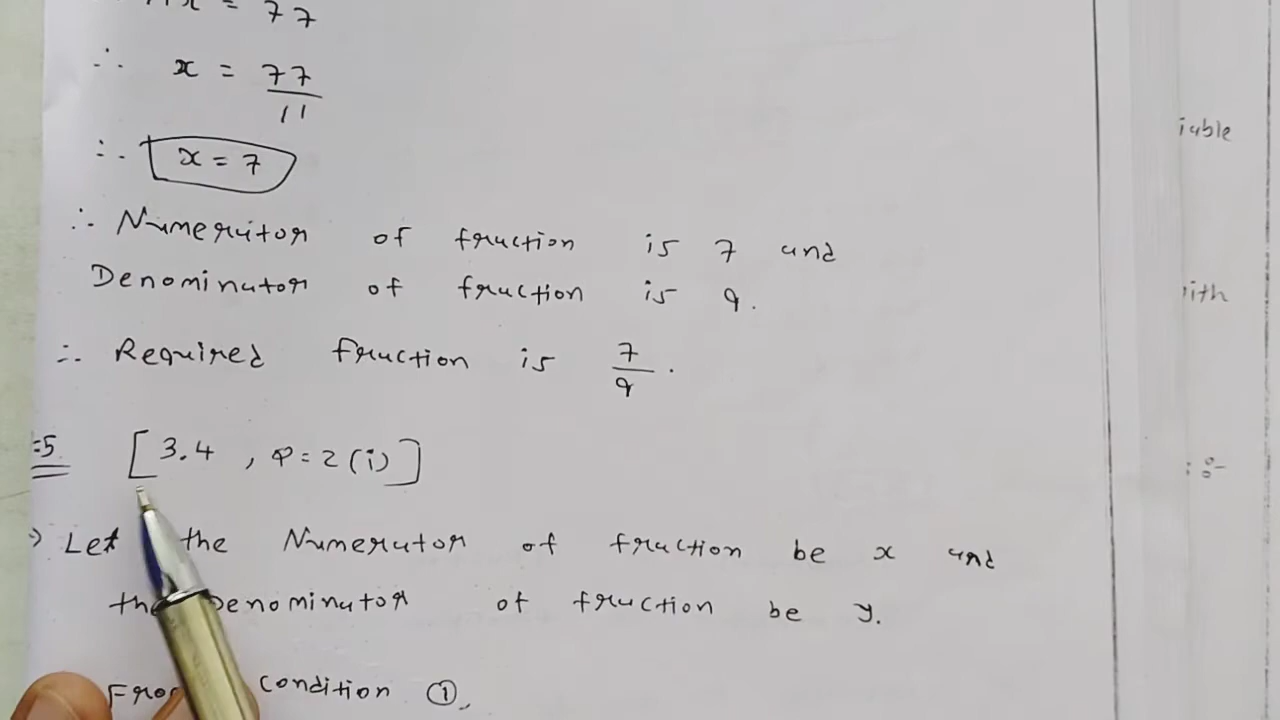 = 77
∴ x = 77
11
∴ x = 7
∴ Numerator of fraction is 7 and
Denominator of fraction is 9.
∴ Required fraction is 7/9.
=5 [3.4 , Q=2(i)]
→ Let the Numerator of fraction be x and
the Denominator of fraction be y.
condition ①,